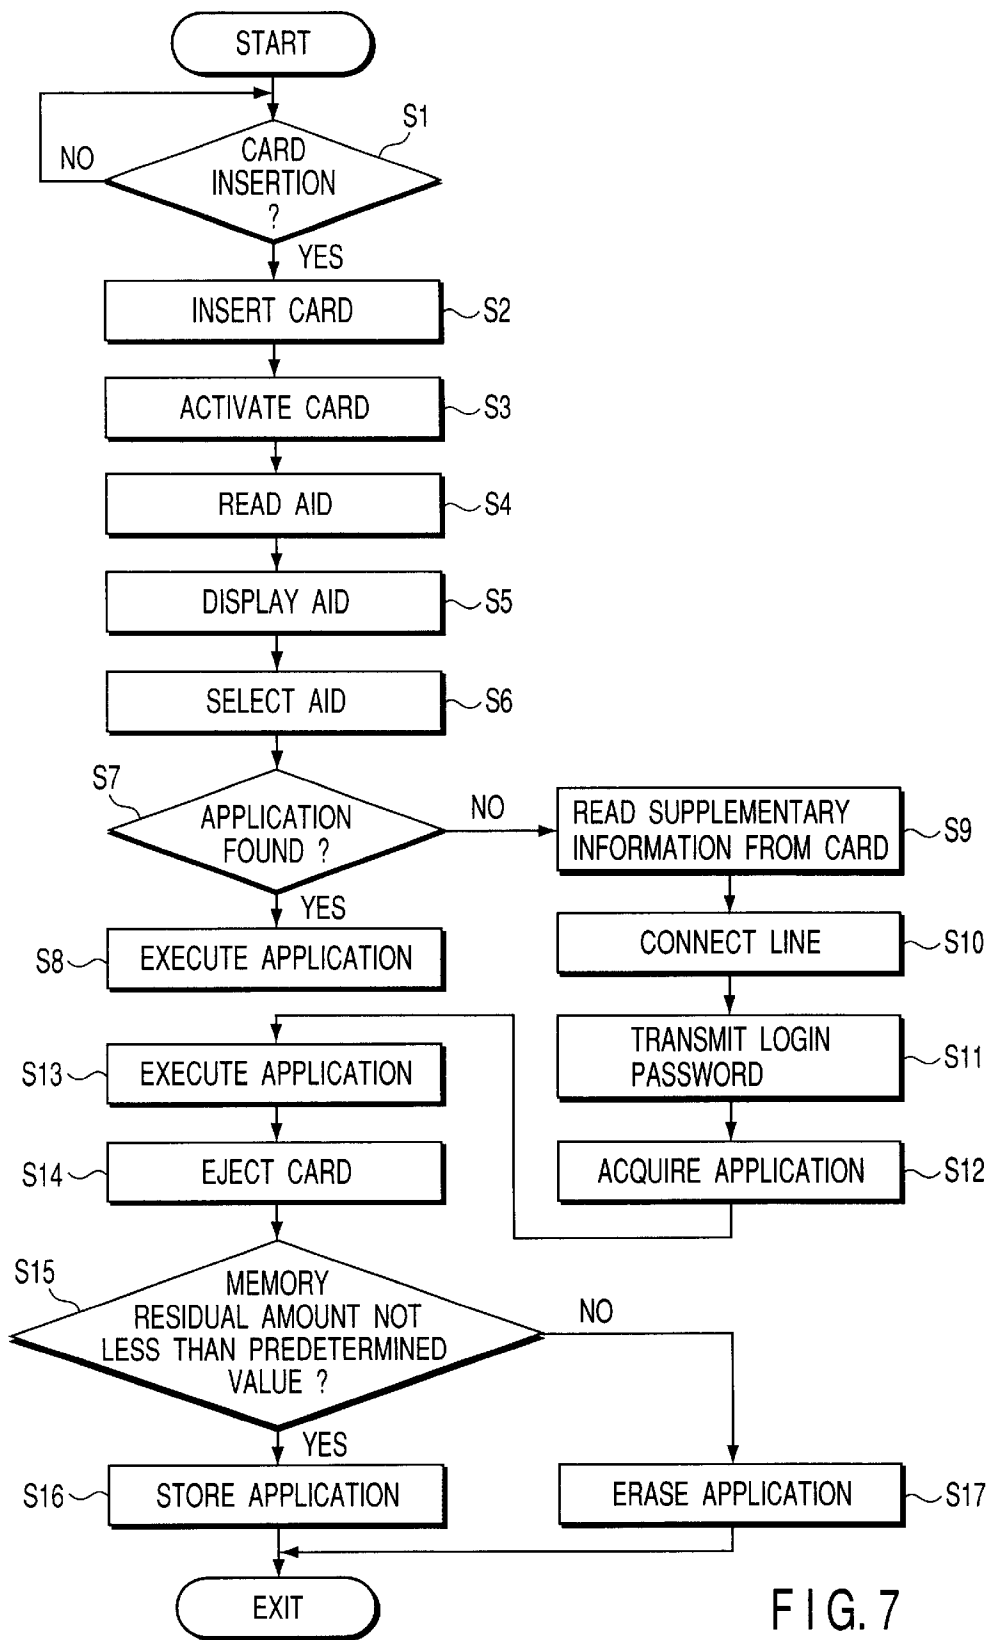 START
S1
NO
CARD
INSERTION
?
YES
INSERT CARD
S2
ACTIVATE CARD
S3
READ AID
S4
DISPLAY AID
S5
SELECT AID
S6
S7
APPLICATION
FOUND ?
NO
READ SUPPLEMENTARY
INFORMATION FROM CARD
S9
YES
S8
EXECUTE APPLICATION
CONNECT LINE
S10
TRANSMIT LOGIN
PASSWORD
S11
S13
EXECUTE APPLICATION
S14
EJECT CARD
ACQUIRE APPLICATION
S12
S15
MEMORY
RESIDUAL AMOUNT NOT
LESS THAN PREDETERMINED
VALUE ?
NO
YES
S16
STORE APPLICATION
ERASE APPLICATION
S17
EXIT
FIG. 7